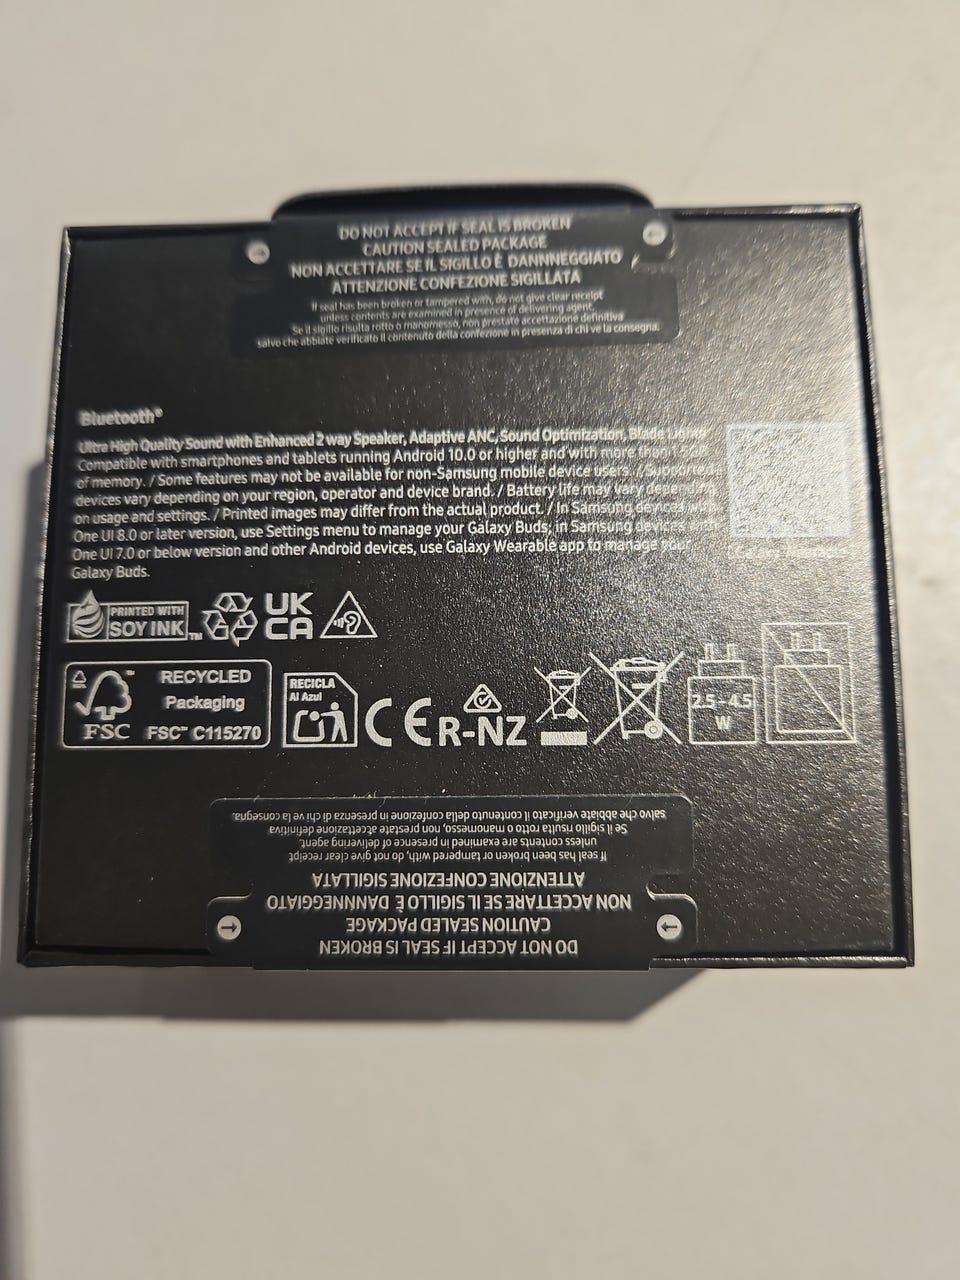 DO NOT ACCEPT IF SEAL IS BROKEN
CAUTION SEALED PACKAGE
NON ACCETTARE SE IL SIGILLO È DANNNEGGIATO
ATTENZIONE CONFEZIONE SIGILLATA
If seal has been broken or tampered with, do not give clear receipt
unless contents are examined in presence of delivering agent.
Se il sigillo risulta rotto o manomesso, non prestare accettazione definitiva
salvo che abbiate verificato il contenuto della confezione in presenza di chi ve la consegna.
Bluetooth®
Ultra High Quality Sound with Enhanced 2 way Speaker, Adaptive ANC, Sound Optimization, Blade Lights
Compatible with smartphones and tablets running Android 10.0 or higher and with more than 1.5GB
of memory. / Some features may not be available for non-Samsung mobile device users. / Supported
devices vary depending on your region, operator and device brand. / Battery life may vary depending
on usage and settings. / Printed images may differ from the actual product. / In Samsung devices with
One UI 8.0 or later version, use Settings menu to manage your Galaxy Buds; in Samsung devices with
One UI 7.0 or below version and other Android devices, use Galaxy Wearable app to manage your
Galaxy Buds.
PRINTED WITH
SOY INK™
UK
CA
RECYCLED
Packaging
FSC™ C115270
FSC
RECICLA
Al Azul
CE
R-NZ
2.5 - 4.5
W
salvo che abbiate verificato il contenuto della confezione in presenza di chi ve la consegna.
Se il sigillo risulta rotto o manomesso, non prestate accettazione definitiva
unless contents are examined in presence of delivering agent.
If seal has been broken or tampered with, do not give clear receipt
ATTENZIONE CONFEZIONE SIGILLATA
NON ACCETTARE SE IL SIGILLO È DANNNEGGIATO
CAUTION SEALED PACKAGE
DO NOT ACCEPT IF SEAL IS BROKEN